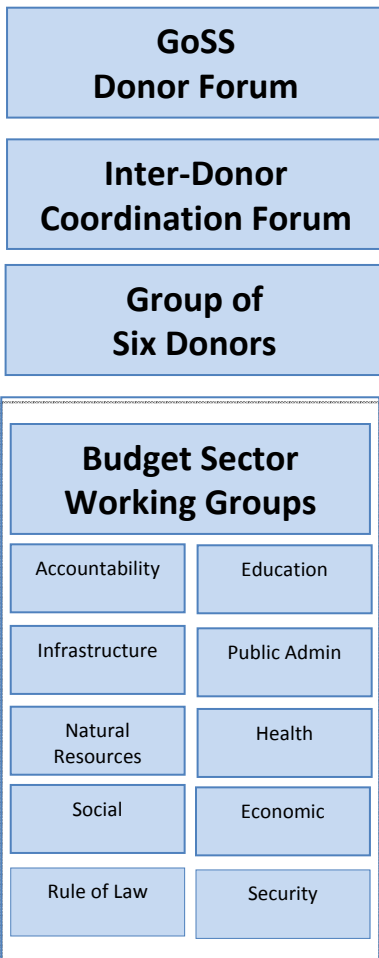 GoSS
Donor Forum
Inter-Donor
Coordination Forum
Group of
Six Donors
Budget Sector
Working Groups
Accountability
Education
Infrastructure
Public Admin
Natural
Resources
Health
Social
Economic
Rule of Law
Security